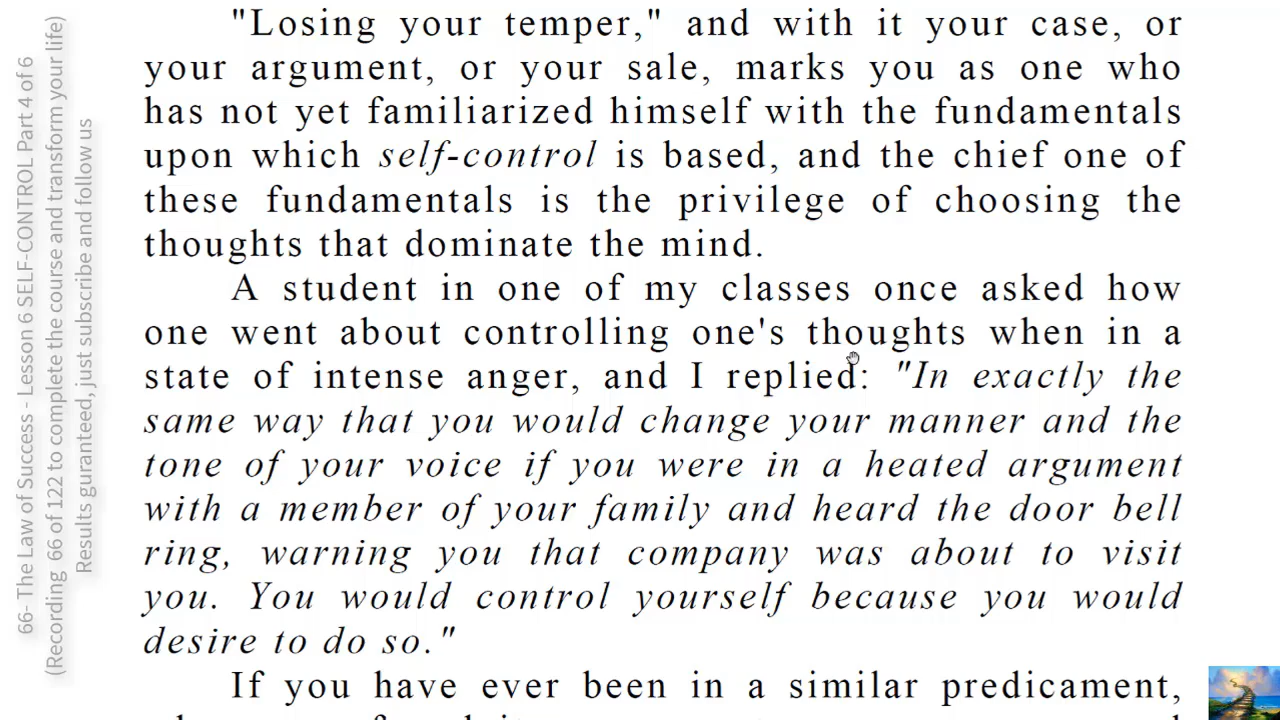 "Losing your temper," and with it your case, or
your argument, or your sale, marks you as one who
has not yet familiarized himself with the fundamentals
upon which self-control is based, and the chief one of
these fundamentals is the privilege of choosing the
thoughts that dominate the mind.
A student in one of my classes once asked how
one went about controlling one's thoughts when in a
state of intense anger, and I replied: "In exactly the
same way that you would change your manner and the
tone of your voice if you were in a heated argument
with a member of your family and heard the door bell
ring, warning you that company was about to visit
you. You would control yourself because you would
desire to do so."
If you have ever been in a similar predicament,
66- The Law of Success - Lesson 6 SELF-CONTROL Part 4 of 6
(Recording 66 of 122 to complete the course and transform your life)
Results guranteed, just subscribe and follow us